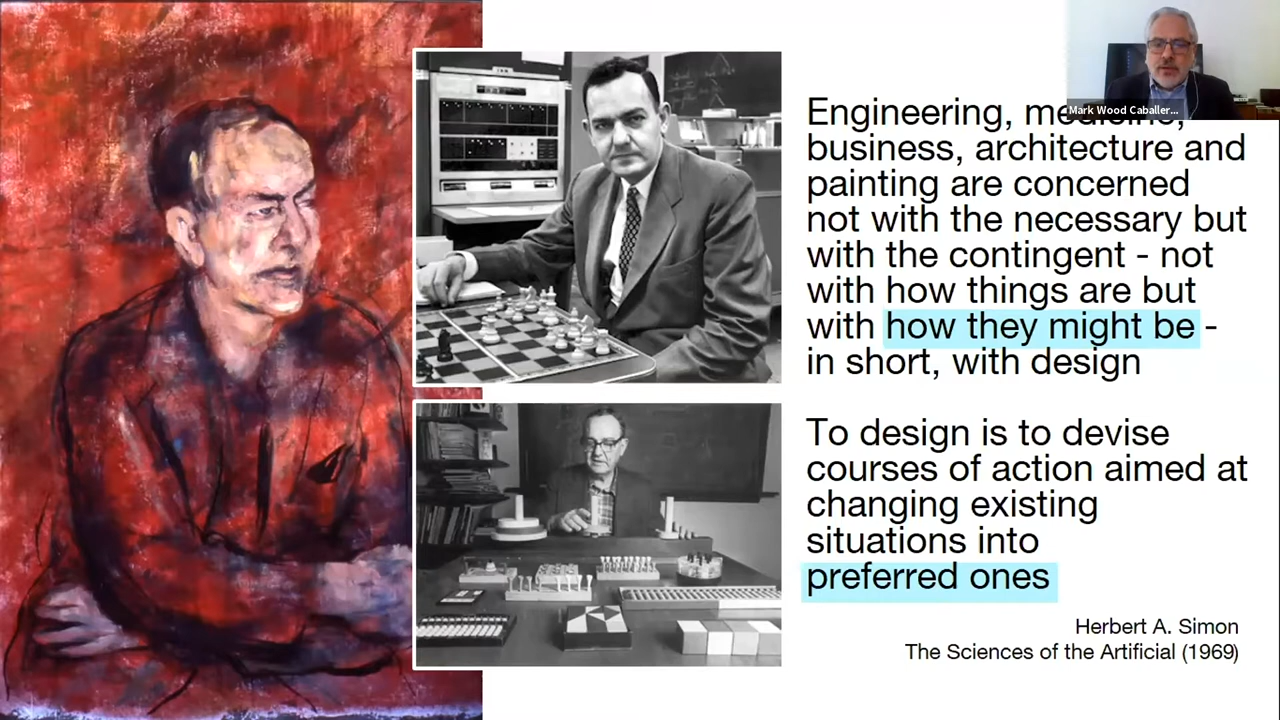 Engineering, medicine,
business, architecture and
painting are concerned
not with the necessary but
with the contingent - not
with how things are but
with how they might be -
in short, with design
To design is to devise
courses of action aimed at
changing existing
situations into
preferred ones
Herbert A. Simon
The Sciences of the Artificial (1969)
Mark Wood Caballer...